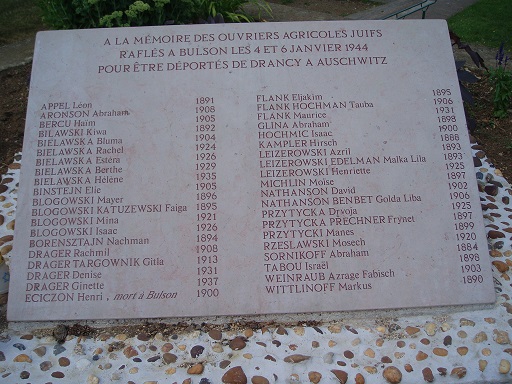 A LA MÉMOIRE DES OUVRIERS AGRICOLES JUIFS
RAFLÉS A BULSON LES 4 ET 6 JANVIER 1944
POUR ÊTRE DÉPORTÉS DE DRANCY A AUSCHWITZ
APPEL Léon 1891
ARONSON Abraham 1908
BERCU Haïm 1905
BILAWSKI Kiwa 1892
BIELAWSKA Bluma 1904
BIELAWSKA Rachel 1924
BIELAWSKA Estera 1926
BIELAWSKA Berthe 1929
BIELAWSKA Hélène 1935
BINSTEJN Elie 1905
BLOGOWSKI Mayer 1896
BLOGOWSKI KATUZEWSKI Faiga 1895
BLOGOWSKI Mina 1921
BLOGOWSKI Isaac 1926
BORENSZTAJN Nachman 1894
DRAGER Rachmil 1908
DRAGER TARGOWNIK Gitla 1913
DRAGER Denise 1931
DRAGER Ginette 1937
ECICZON Henri, mort à Bulson 1900
FLANK Eljakim 1895
FLANK HOCHMAN Tauba 1906
FLANK Maurice 1931
GLINA Abraham 1898
HOCHMIC Isaac 1900
KAMPLER Hirsch 1888
LEIZEROWSKI Azril 1893
LEIZEROWSKI EDELMAN Malka Lila 1893
LEIZEROWSKI Henriette 1925
MICHLIN Moïse 1897
NATHANSON David 1902
NATHANSON BENBET Golda Liba 1906
PRZYTYCKA Drvoja 1925
PRZYTYCKA PRECHNER Frynet 1897
PRZYTYCKI Manes 1899
RZESLAWSKI Mosech 1920
SORNIKOFF Abraham 1884
TABOU Israël 1898
WEINRAUB Azrage Fabisch 1903
WITTLINOFF Markus 1890